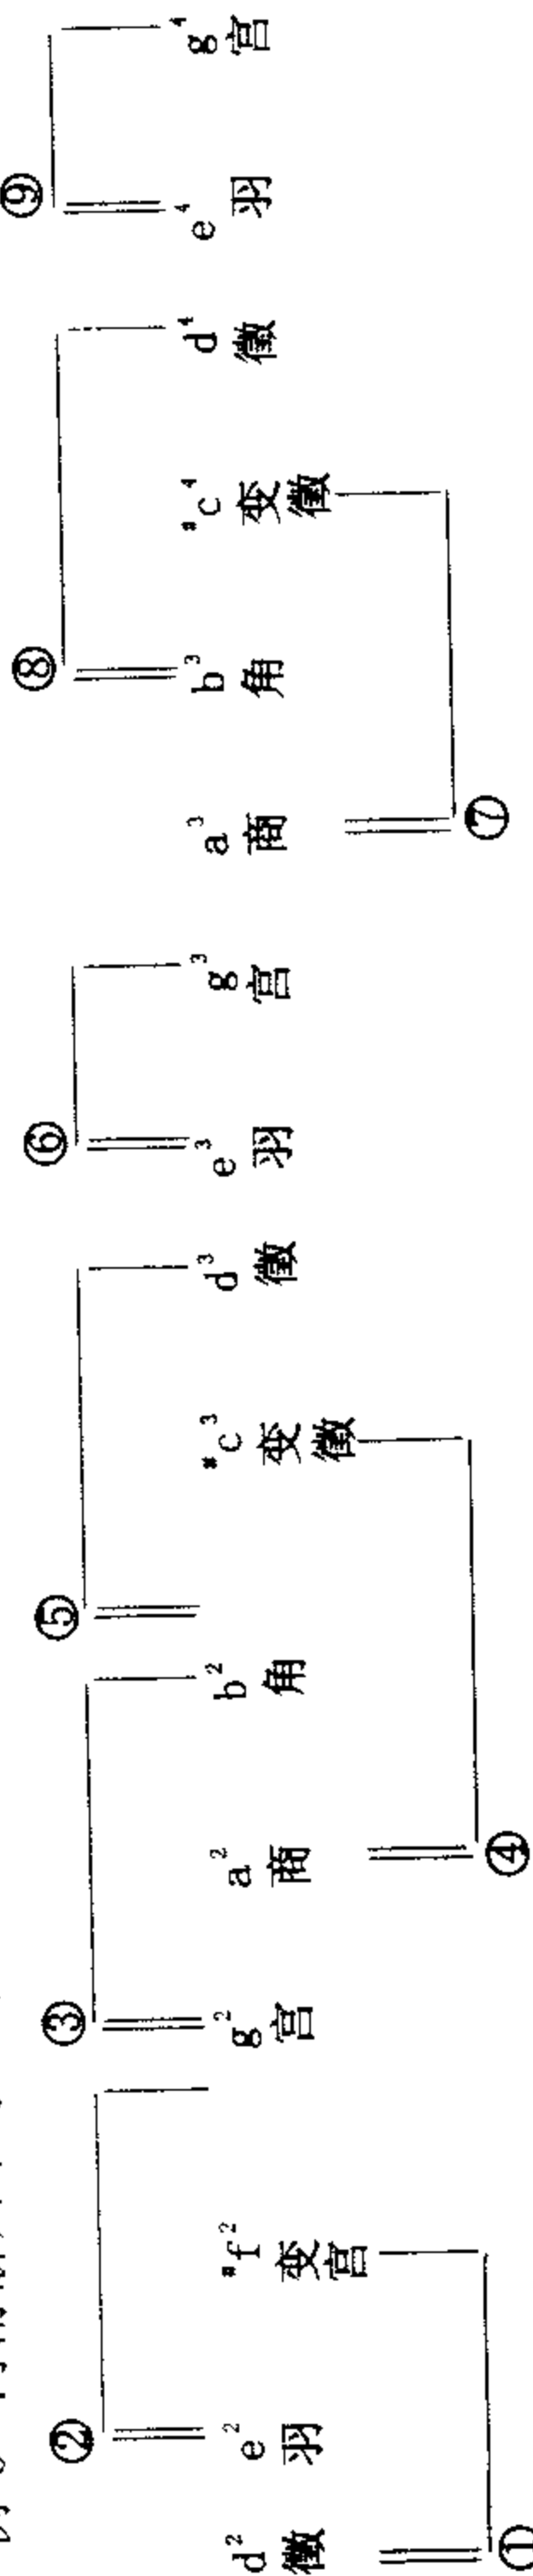 ② ③ ⑤ ⑥ ⑧ ⑨
d² e² #f² g² a² b² #c³ d³ e³ g³ a³ b³ #c⁴ d⁴ e⁴ g⁴
徵 羽 变宫 宫 商 角 变徵 徵 羽 宫 商 角 变徵 徵 羽 宫
① ④ ⑦